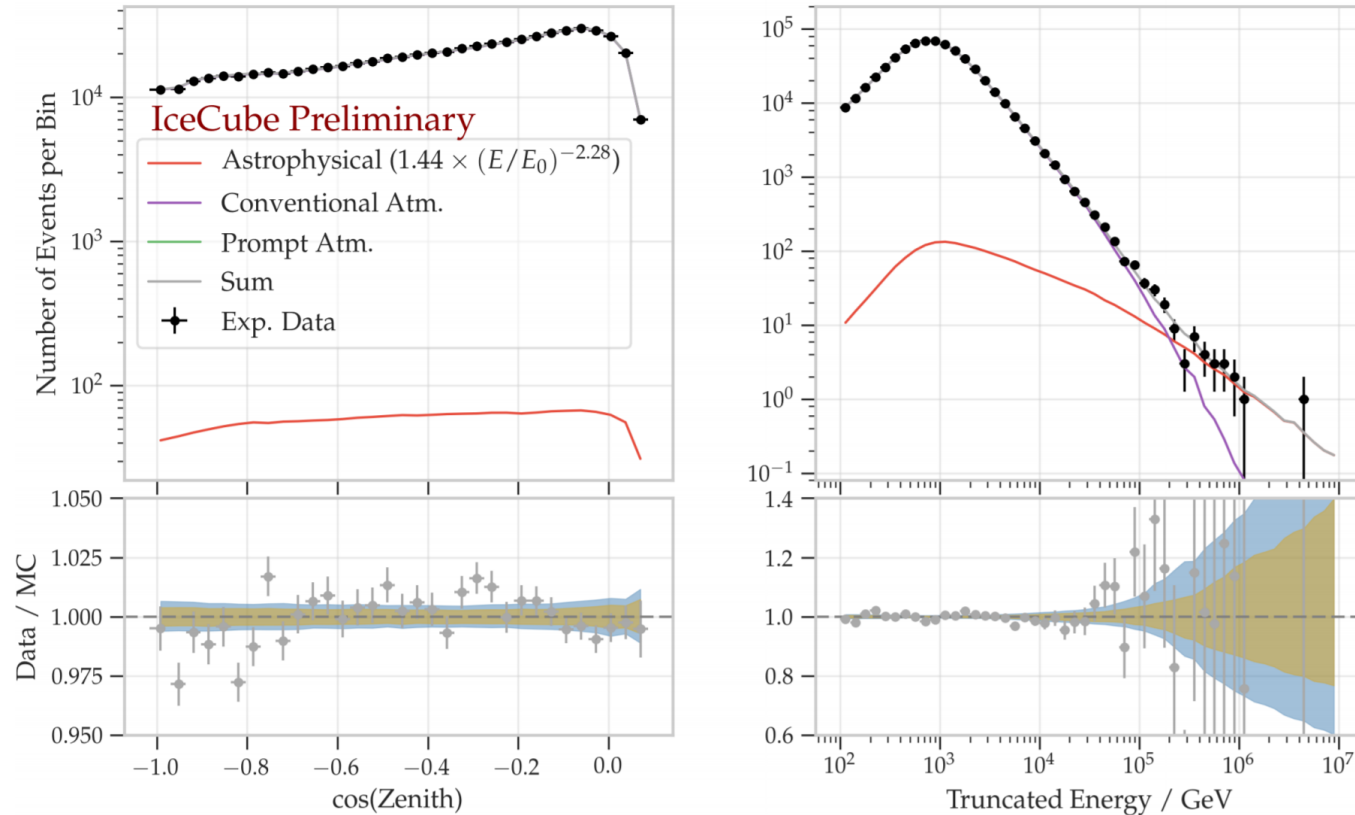 Number of Events per Bin
10^4
10^3
10^2
IceCube Preliminary
Astrophysical (1.44 × (E/E_0)^{−2.28})
Conventional Atm.
Prompt Atm.
Sum
Exp. Data
10^5
10^4
10^3
10^2
10^1
10^0
10^{−1}
Data / MC
1.050
1.025
1.000
0.975
0.950
−1.0 −0.8 −0.6 −0.4 −0.2 0.0
cos(Zenith)
1.4
1.2
1.0
0.8
0.6
10^2 10^3 10^4 10^5 10^6 10^7
Truncated Energy / GeV